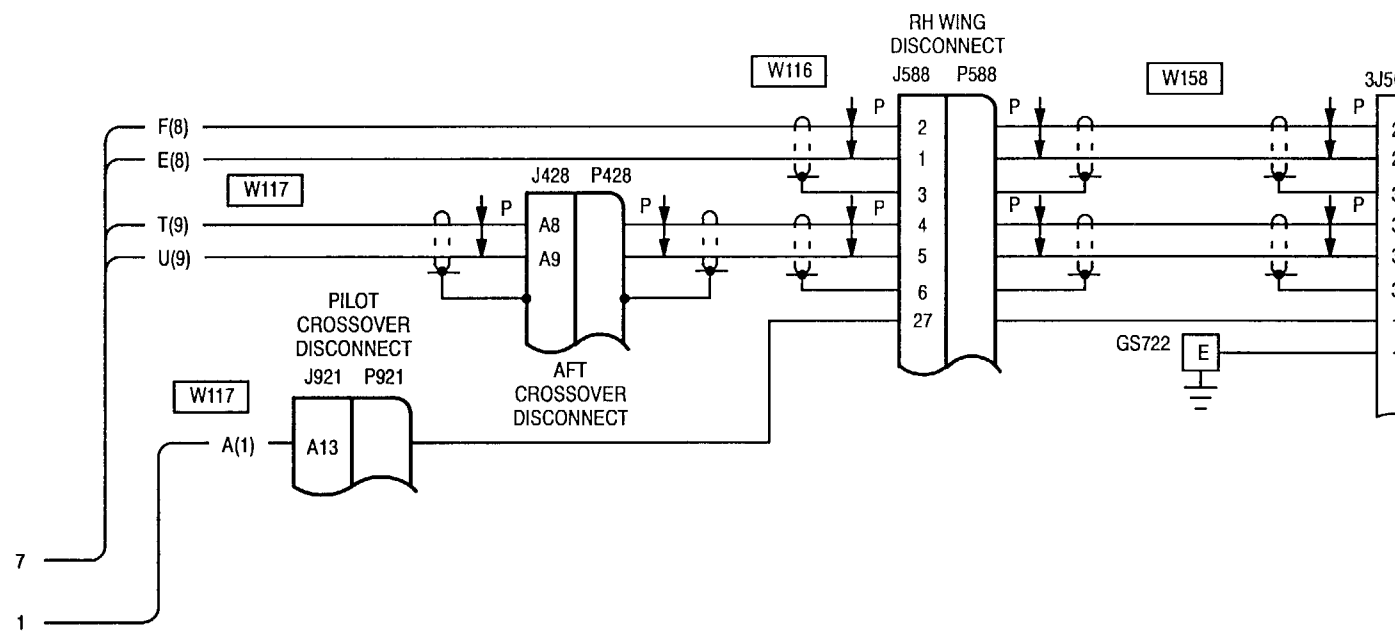 RH WING
DISCONNECT
W116
J588 P588
W158
P
P
P
F(8)
2
E(8)
1
J428 P428
W117
3
P
P
P
P
P
T(9)
A8
4
U(9)
A9
5
6
PILOT
CROSSOVER
DISCONNECT
27
GS722
E
J921 P921
AFT
CROSSOVER
DISCONNECT
W117
A(1)
A13
7
1